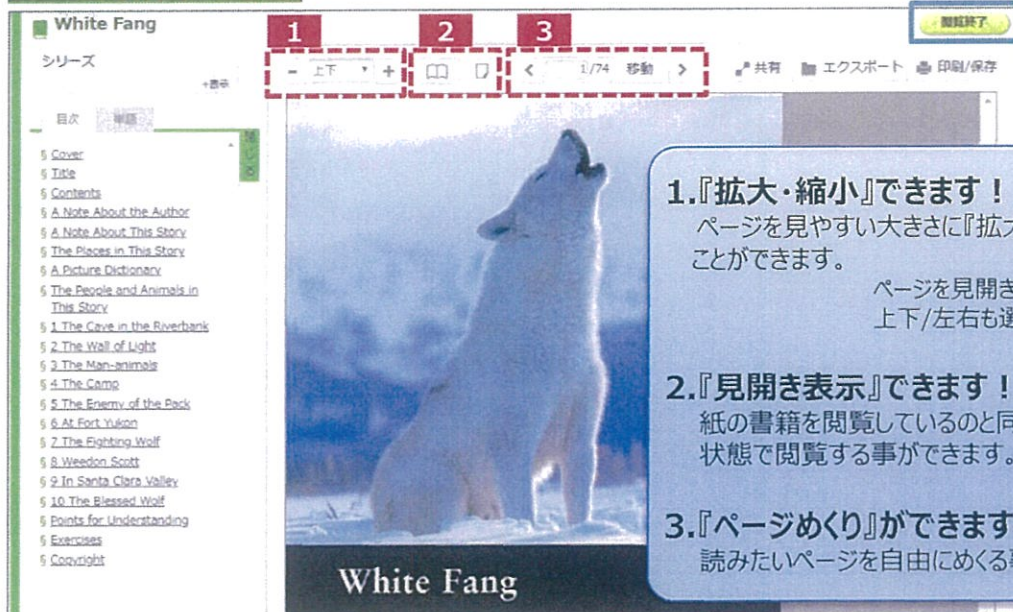 White Fang
シリーズ
+表示
目次 単語
閉じる
§ Cover
§ Title
§ Contents
§ A Note About the Author
§ A Note About This Story
§ The Places in This Story
§ A Picture Dictionary
§ The People and Animals in
This Story
§ 1 The Cave in the Riverbank
§ 2 The Wall of Light
§ 3 The Man-animals
§ 4 The Camp
§ 5 The Enemy of the Pack
§ 6 At Fort Yukon
§ 7 The Fighting Wolf
§ 8 Weedon Scott
§ 9 In Santa Clara Valley
§ 10 The Blessed Wolf
§ Points for Understanding
§ Exercises
§ Copyright
1 2 3
- 上下 ▼ + < 1/74 移動 > 共有 エクスポート 印刷/保存
閲覧終了
White Fang
1.『拡大・縮小』できます！
ページを見やすい大きさに『拡大
ことができます。
ページを見開き
上下/左右も選
2.『見開き表示』できます！
紙の書籍を閲覧しているのと同
状態で閲覧する事ができます。
3.『ページめくり』ができます
読みたいページを自由にめくる